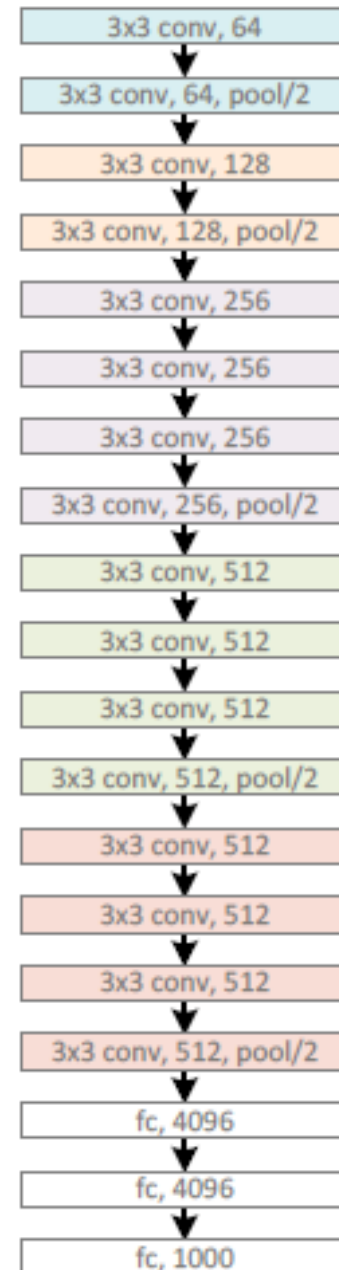 3x3 conv, 64
3x3 conv, 64, pool/2
3x3 conv, 128
3x3 conv, 128, pool/2
3x3 conv, 256
3x3 conv, 256
3x3 conv, 256
3x3 conv, 256, pool/2
3x3 conv, 512
3x3 conv, 512
3x3 conv, 512
3x3 conv, 512, pool/2
3x3 conv, 512
3x3 conv, 512
3x3 conv, 512
3x3 conv, 512, pool/2
fc, 4096
fc, 4096
fc, 1000